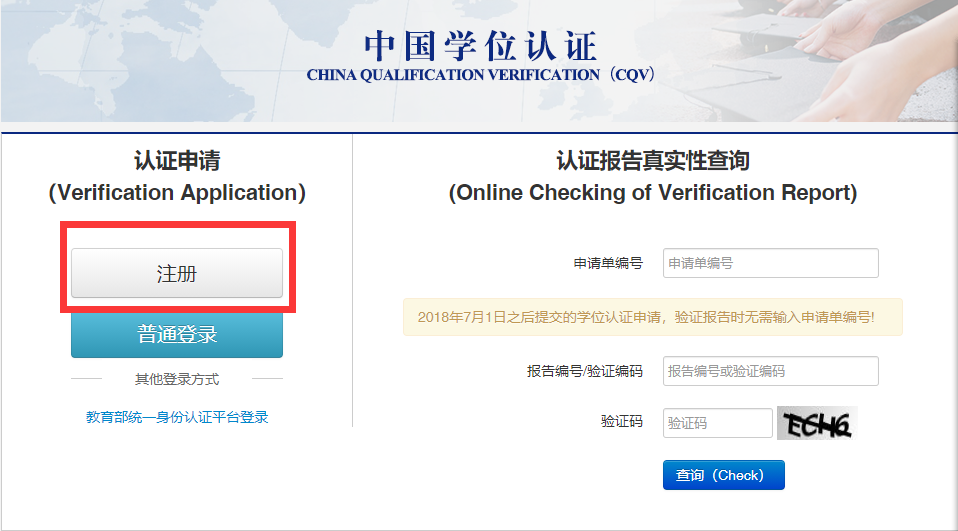 中国学位认证
CHINA QUALIFICATION VERIFICATION（CQV）
认证申请
(Verification Application)
注册
普通登录
其他登录方式
教育部统一身份认证平台登录
认证报告真实性查询
(Online Checking of Verification Report)
申请单编号 申请单编号
2018年7月1日之后提交的学位认证申请，验证报告时无需输入申请单编号!
报告编号/验证编码 报告编号或验证编码
验证码 验证码 ECH6
查询（Check）